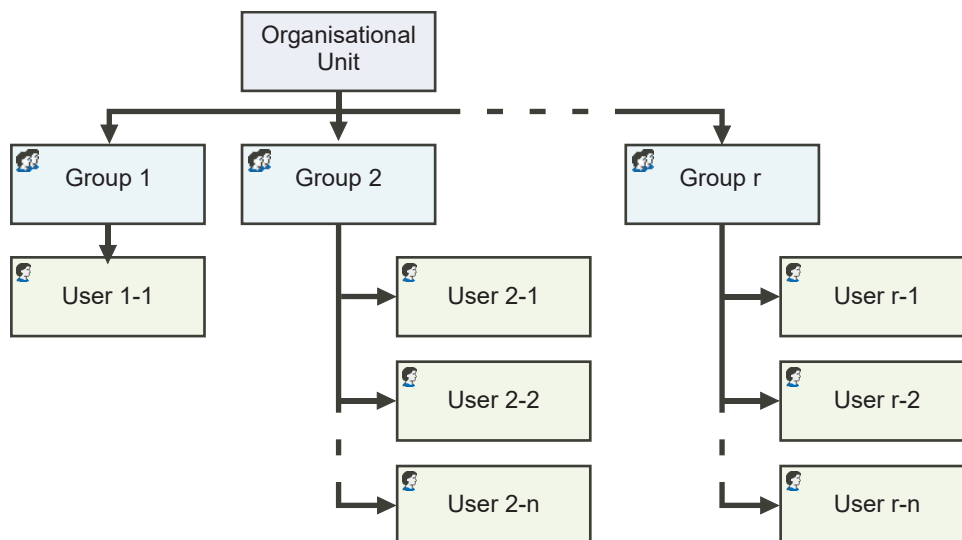 Organisational
Unit
Group 1
Group 2
Group r
User 1-1
User 2-1
User r-1
User 2-2
User r-2
User 2-n
User r-n